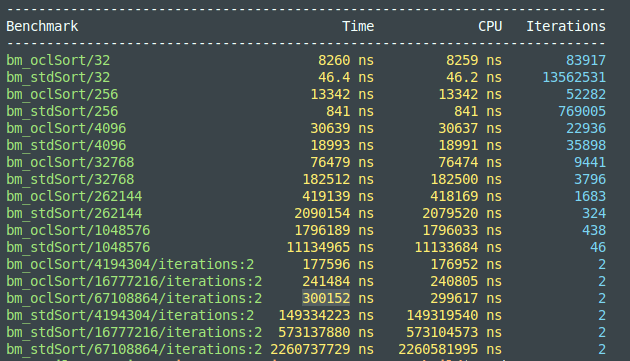 --------------------------------------------------------------------------
Benchmark Time CPU Iterations
--------------------------------------------------------------------------
bm_oclSort/32 8260 ns 8259 ns 83917
bm_stdSort/32 46.4 ns 46.2 ns 13562531
bm_oclSort/256 13342 ns 13342 ns 52282
bm_stdSort/256 841 ns 841 ns 769005
bm_oclSort/4096 30639 ns 30637 ns 22936
bm_stdSort/4096 18993 ns 18991 ns 35898
bm_oclSort/32768 76479 ns 76474 ns 9441
bm_stdSort/32768 182512 ns 182500 ns 3796
bm_oclSort/262144 419139 ns 418169 ns 1683
bm_stdSort/262144 2090154 ns 2079520 ns 324
bm_oclSort/1048576 1796189 ns 1796033 ns 438
bm_stdSort/1048576 11134965 ns 11133684 ns 46
bm_oclSort/4194304/iterations:2 177596 ns 176952 ns 2
bm_oclSort/16777216/iterations:2 241484 ns 240805 ns 2
bm_oclSort/67108864/iterations:2 300152 ns 299617 ns 2
bm_stdSort/4194304/iterations:2 149334223 ns 149319540 ns 2
bm_stdSort/16777216/iterations:2 573137880 ns 573104573 ns 2
bm_stdSort/67108864/iterations:2 2260737729 ns 2260581995 ns 2